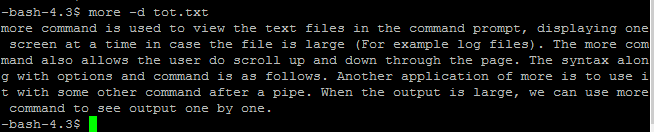 -bash-4.3$ more -d tot.txt
more command is used to view the text files in the command prompt, displaying one
 screen at a time in case the file is large (For example log files). The more com
mand also allows the user do scroll up and down through the page. The syntax alon
g with options and command is as follows. Another application of more is to use i
t with some other command after a pipe. When the output is large, we can use more
 command to see output one by one.
-bash-4.3$